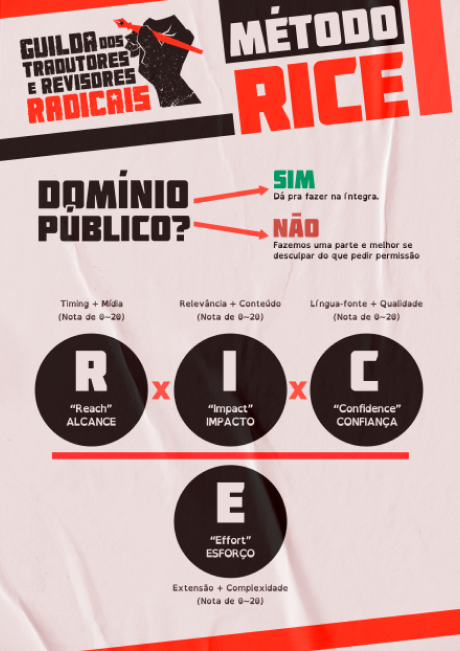 GUILDA DOS
TRADUTORES
E REVISORES
RADICAIS
MÉTODO
RICE
DOMÍNIO
PÚBLICO?
SIM
Dá pra fazer na íntegra.
NÃO
Fazemos uma parte e melhor se
desculpar do que pedir permissão
Timing + Mídia
(Nota de 0~20)
Relevância + Conteúdo
(Nota de 0~20)
Língua-fonte + Qualidade
(Nota de 0~20)
R
“Reach”
ALCANCE
X
I
“Impact”
IMPACTO
X
C
“Confidence”
CONFIANÇA
E
“Effort”
ESFORÇO
Extensão + Complexidade
(Nota de 0~20)